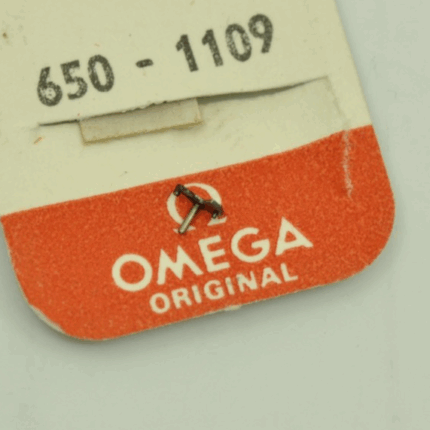 650 - 1109
Ω
OMEGA
ORIGINAL